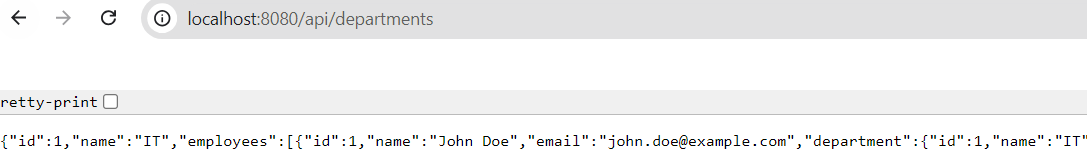 localhost:8080/api/departments
retty-print
{"id":1,"name":"IT","employees":[{"id":1,"name":"John Doe","email":"john.doe@example.com","department":{"id":1,"name":"IT"